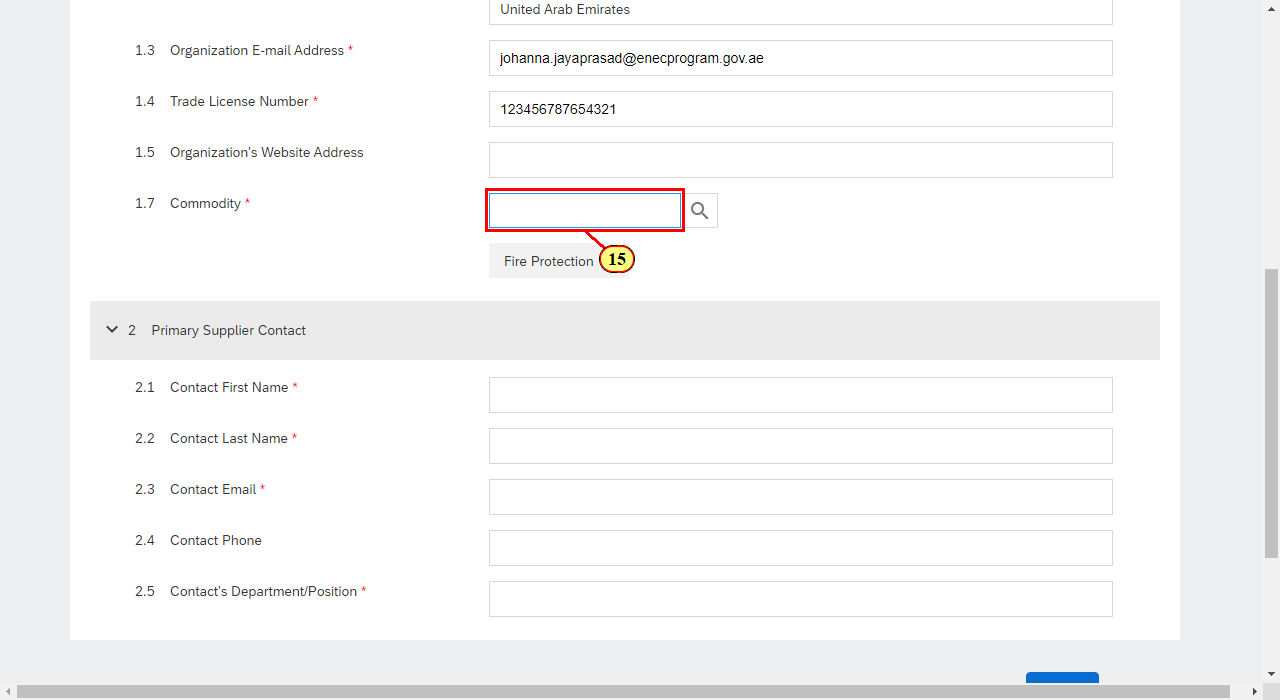 United Arab Emirates
1.3 Organization E-mail Address *
johanna.jayaprasad@enecprogram.gov.ae
1.4 Trade License Number *
123456787654321
1.5 Organization's Website Address
1.7 Commodity *
Fire Protection
15
2 Primary Supplier Contact
2.1 Contact First Name *
2.2 Contact Last Name *
2.3 Contact Email *
2.4 Contact Phone
2.5 Contact's Department/Position *